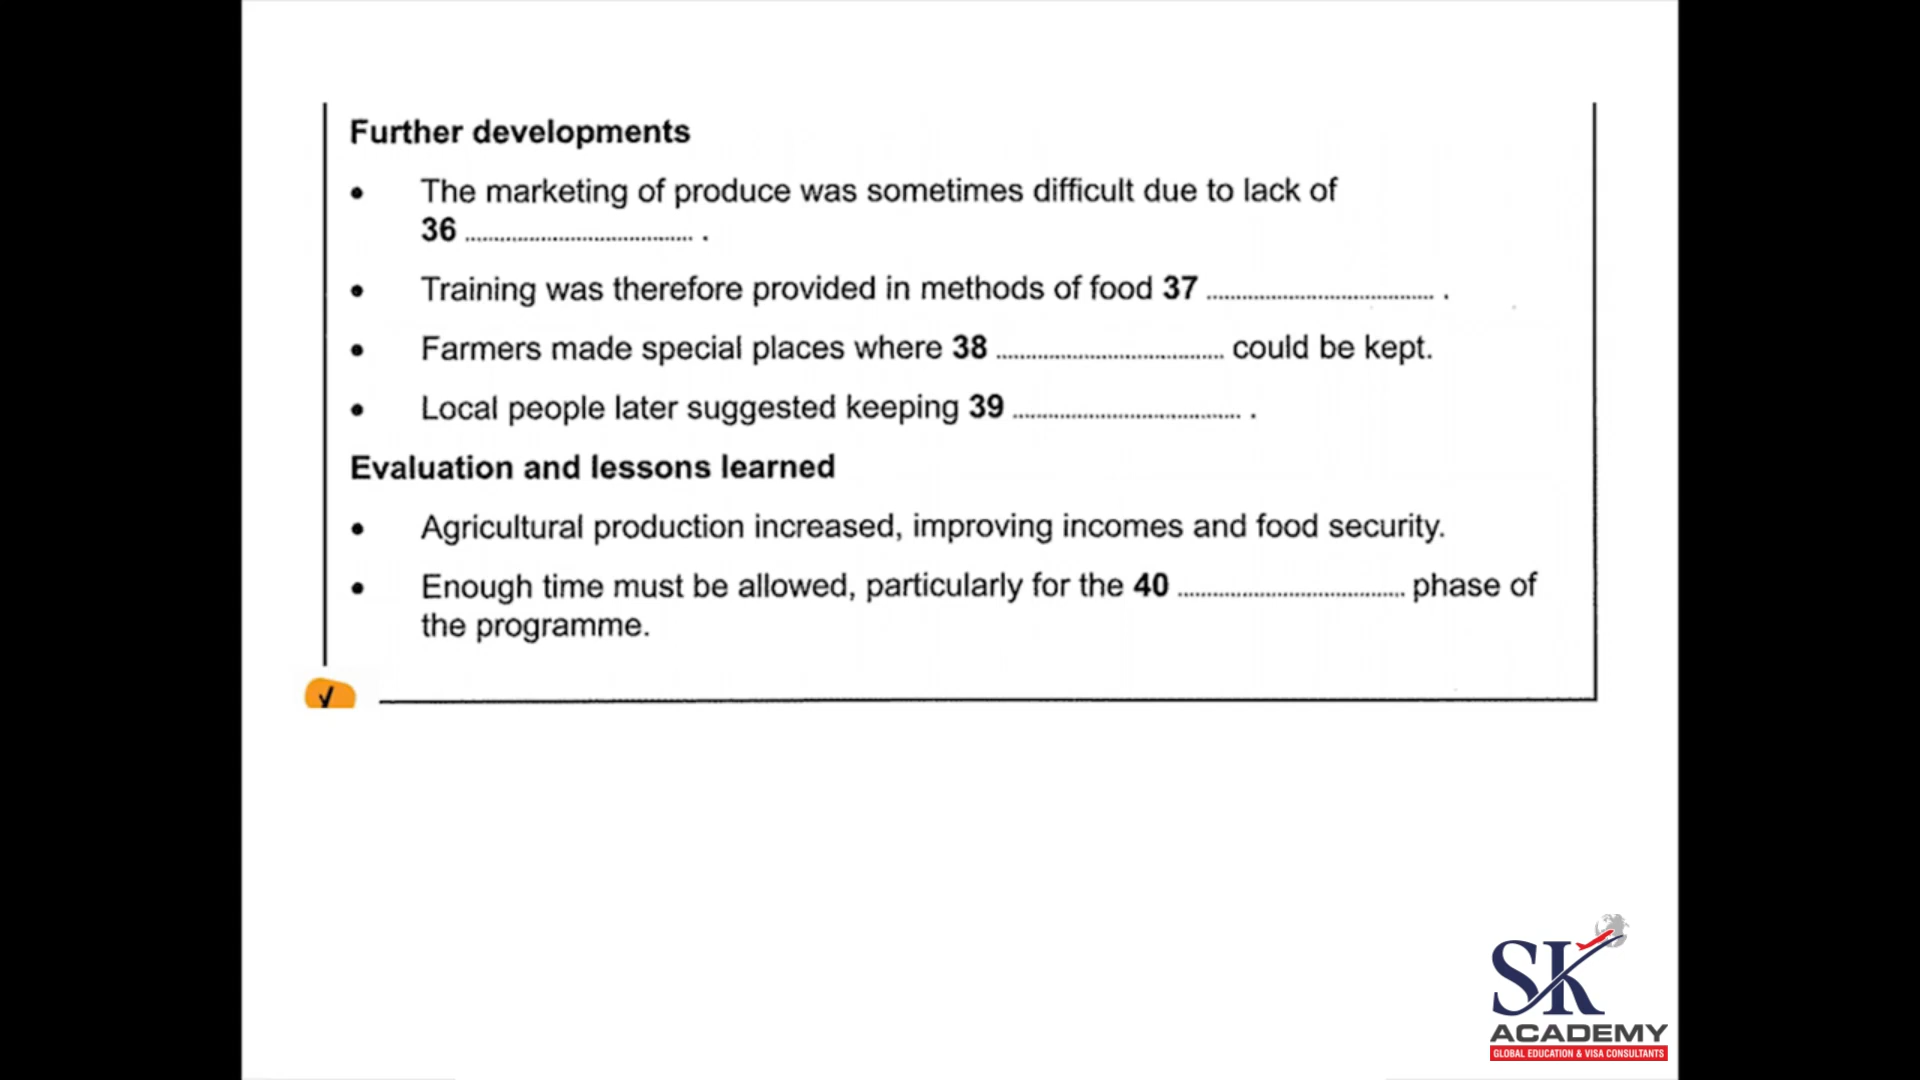 Further developments
• The marketing of produce was sometimes difficult due to lack of
36 .................................... .
• Training was therefore provided in methods of food 37 .................................... .
• Farmers made special places where 38 .................................... could be kept.
• Local people later suggested keeping 39 .................................... .
Evaluation and lessons learned
• Agricultural production increased, improving incomes and food security.
• Enough time must be allowed, particularly for the 40 .................................... phase of
the programme.
SK
ACADEMY
GLOBAL EDUCATION & VISA CONSULTANTS